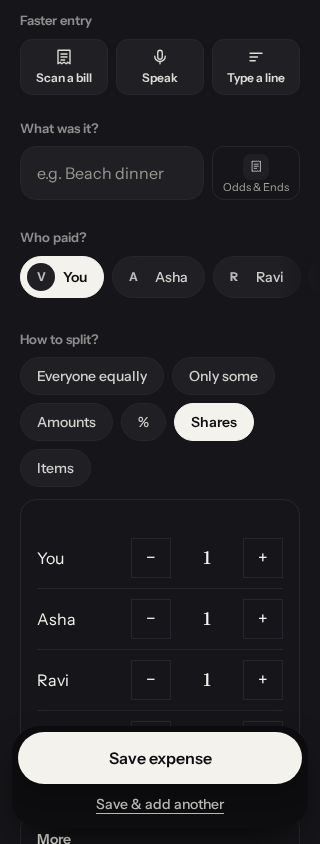 Faster entry
Scan a bill
Speak
Type a line
What was it?
e.g. Beach dinner
Odds & Ends
Who paid?
V You
A Asha
R Ravi
How to split?
Everyone equally
Only some
Amounts
%
Shares
Items
You − 1 +
Asha − 1 +
Ravi − 1 +
Save expense
Save & add another
More